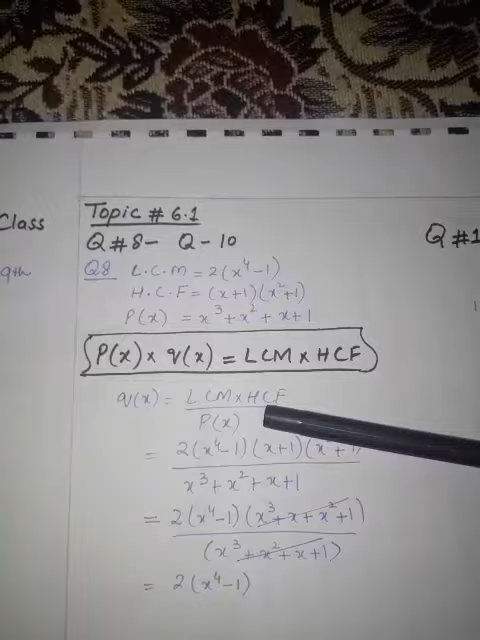 Class
9th
Topic # 6.1
Q #8- Q-10
Q #1
Q8 L.C.M = 2(x⁴-1)
H.C.F = (x+1)(x²+1)
P(x) = x³+x²+x+1
P(x) × q(x) = LCM × HCF
q(x) = LCM×HCF
P(x)
= 2(x⁴-1)(x+1)(x²+1)
x³+x²+x+1
= 2(x⁴-1)(x³+x+x²+1)
(x³+x²+x+1)
= 2(x⁴-1)